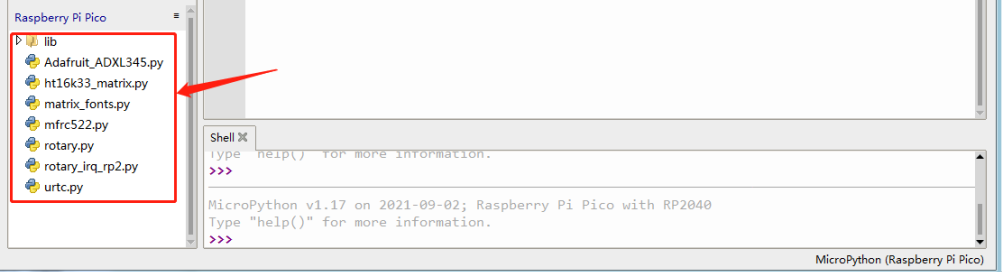 Raspberry Pi Pico
lib
Adafruit_ADXL345.py
ht16k33_matrix.py
matrix_fonts.py
mfrc522.py
rotary.py
rotary_irq_rp2.py
urtc.py
Shell
Type "help()" for more information.
>>>
MicroPython v1.17 on 2021-09-02; Raspberry Pi Pico with RP2040
Type "help()" for more information.
>>>
MicroPython (Raspberry Pi Pico)